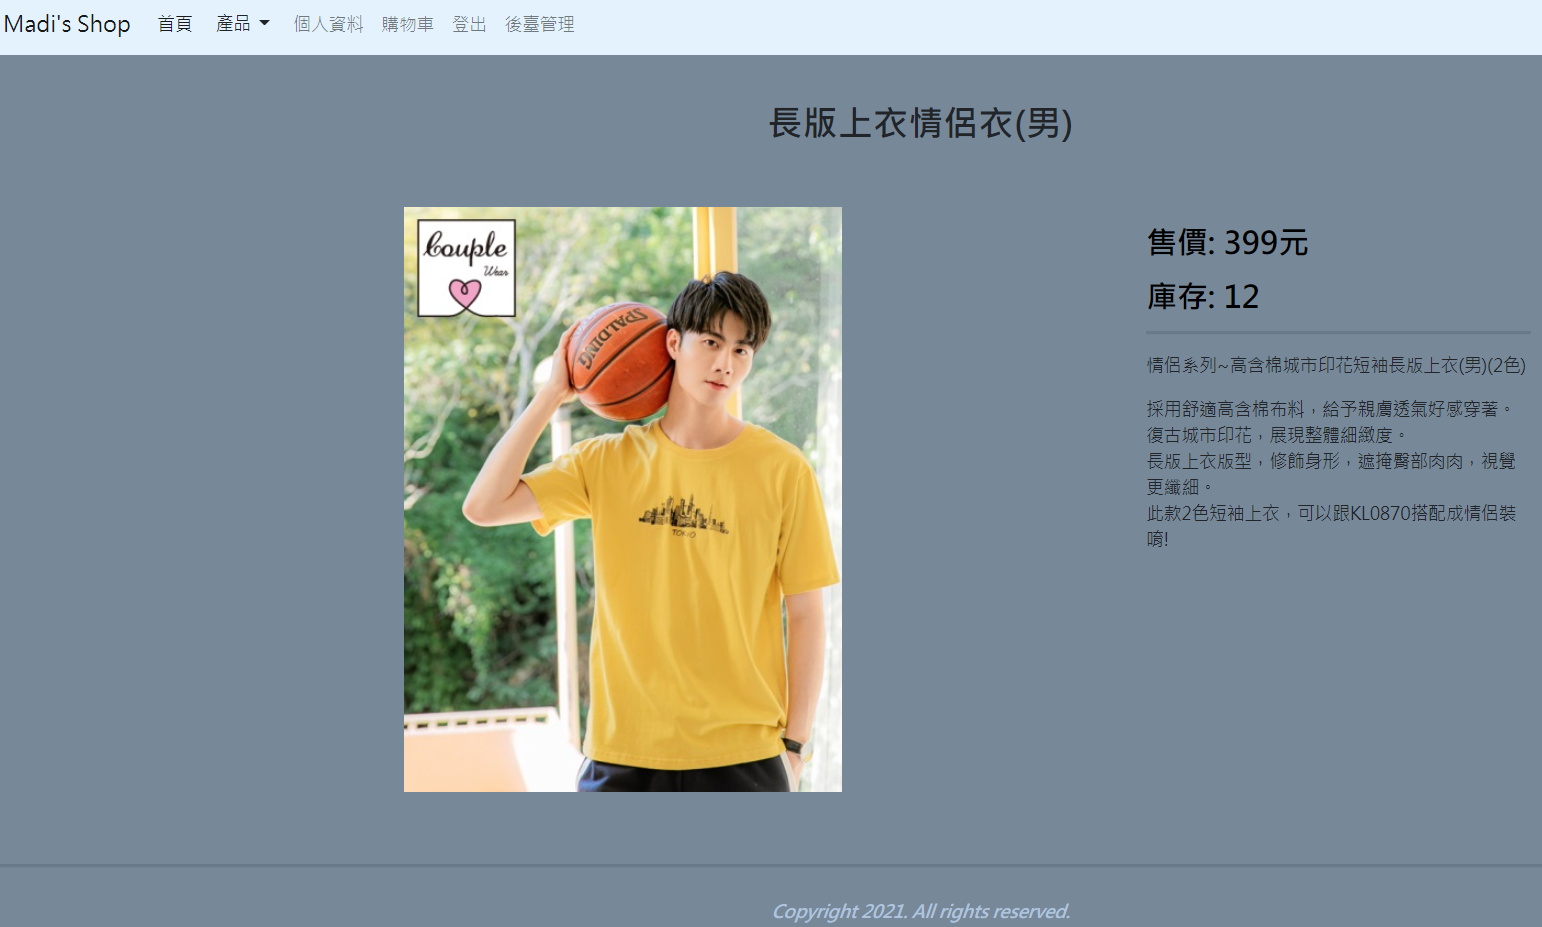 Madi's Shop 首頁 產品 個人資料 購物車 登出 後臺管理
長版上衣情侶衣(男)
Couple
Wear
SPALDING
TOKIO
售價: 399元
庫存: 12
情侶系列~高含棉城市印花短袖長版上衣(男)(2色)
採用舒適高含棉布料，給予親膚透氣好感穿著。
復古城市印花，展現整體細緻度。
長版上衣版型，修飾身形，遮掩臀部肉肉，視覺
更纖細。
此款2色短袖上衣，可以跟KL0870搭配成情侶裝
唷!
Copyright 2021. All rights reserved.